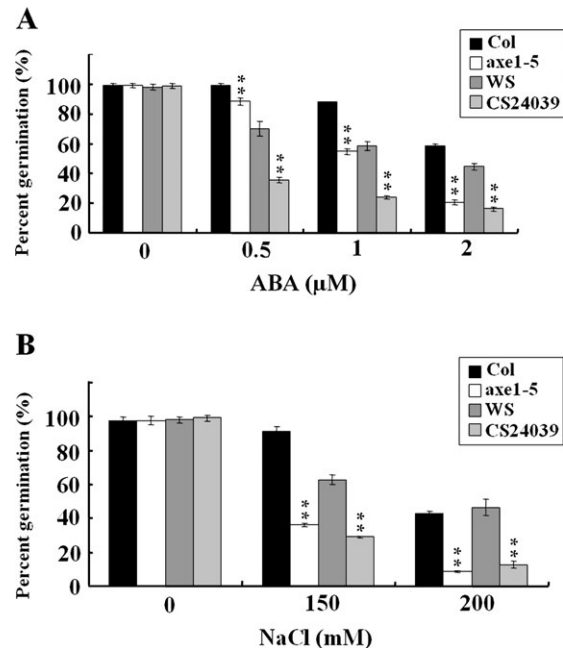 A
Col
axe1-5
WS
CS24039
Percent germination (%)
100
80
60
40
20
0
**
**
**
**
**
**
0
0.5
1
2
ABA (µM)
B
Col
axe1-5
WS
CS24039
Percent germination (%)
100
80
60
40
20
0
**
**
**
**
0
150
200
NaCl (mM)